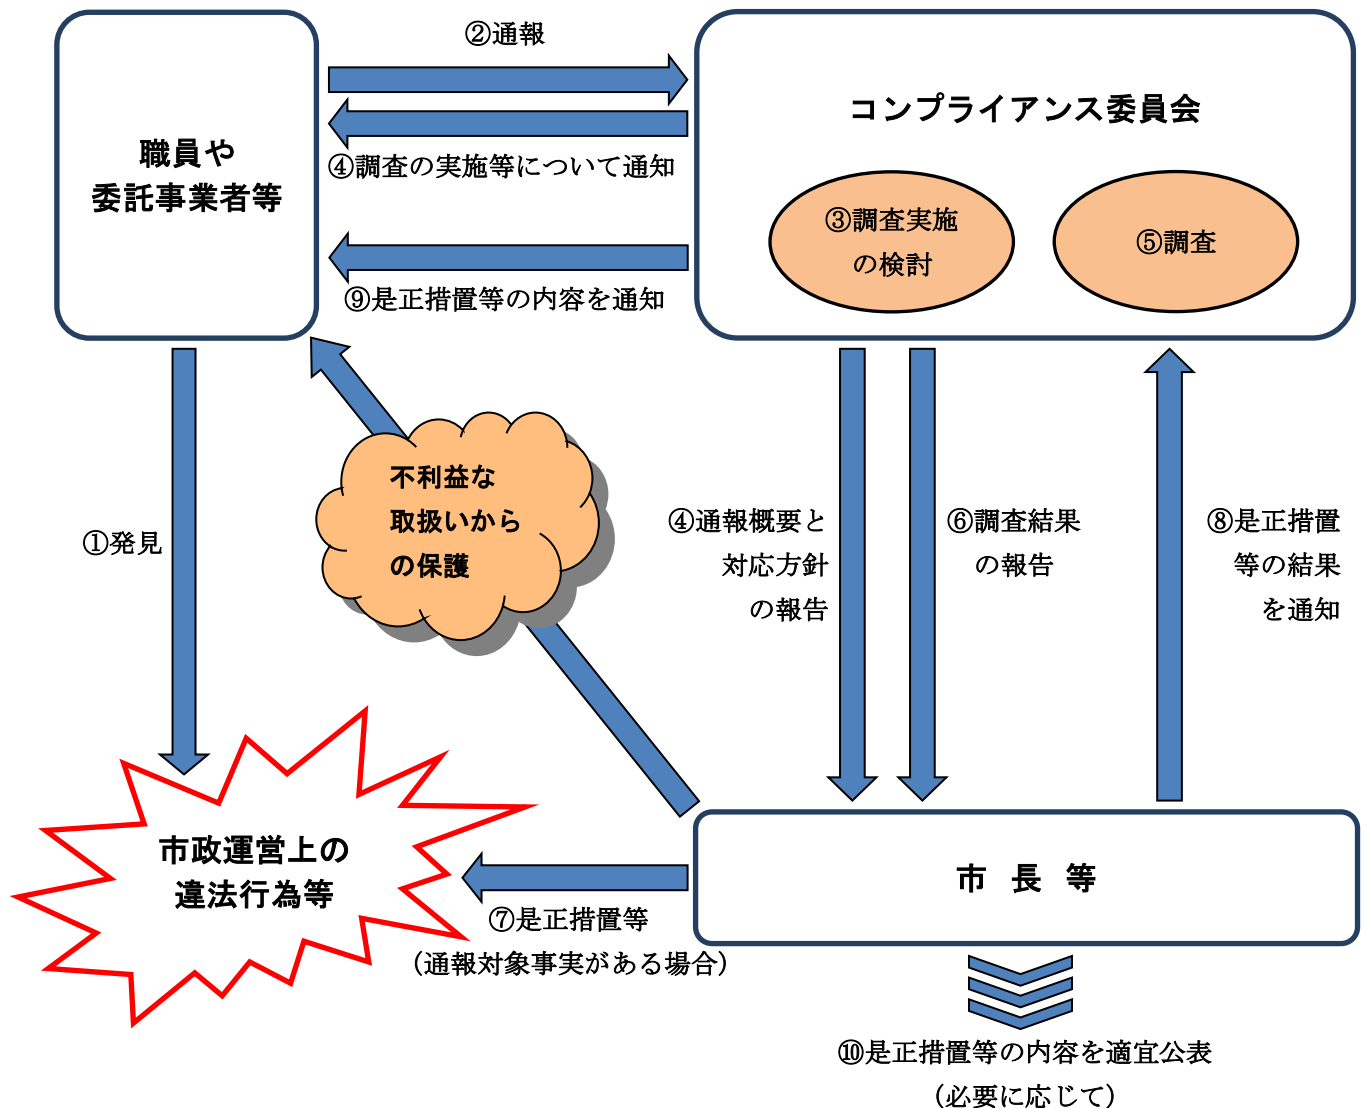 ②通報
コンプライアンス委員会
職員や
委託事業者等
④調査の実施等について通知
③調査実施
の検討
⑤調査
⑨是正措置等の内容を通知
不利益な
取扱いから
の保護
①発見
④通報概要と
対応方針
の報告
⑥調査結果
の報告
⑧是正措置
等の結果
を通知
市政運営上の
違法行為等
市 長 等
⑦是正措置等
（通報対象事実がある場合）
⑩是正措置等の内容を適宜公表
（必要に応じて）